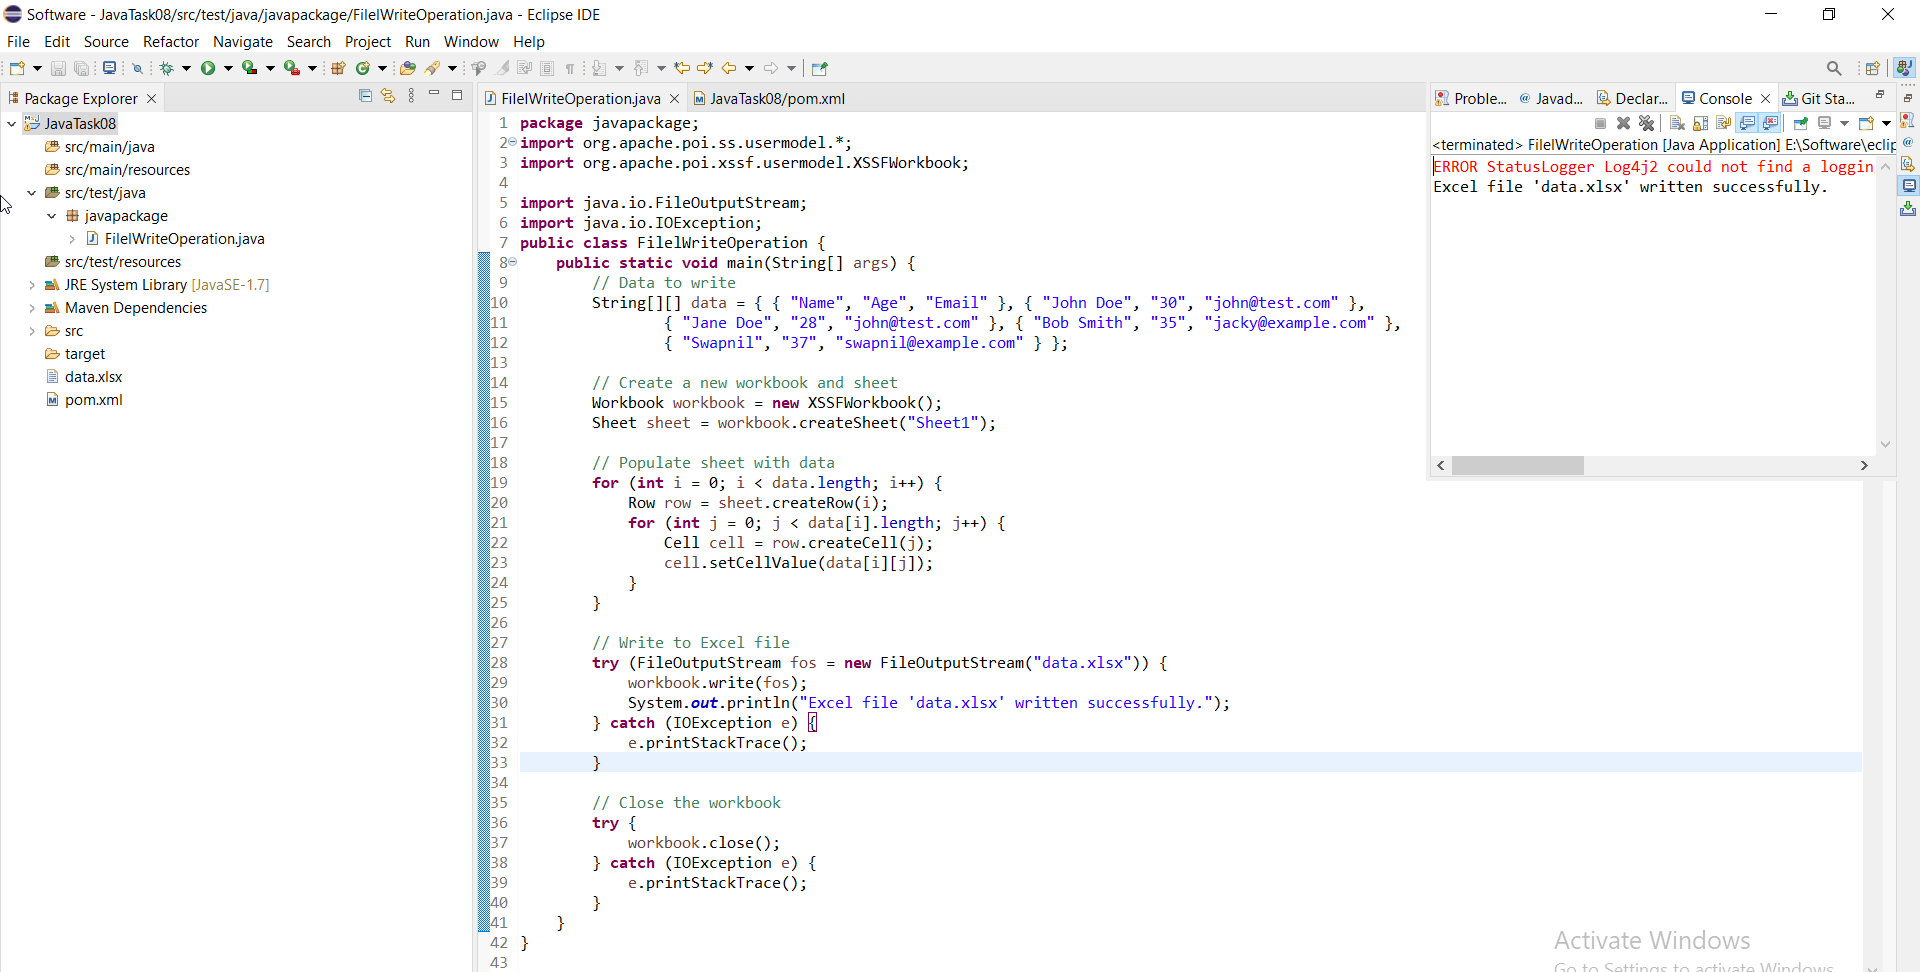 Software - JavaTask08/src/test/java/javapackage/FilelWriteOperation.java - Eclipse IDE
File Edit Source Refactor Navigate Search Project Run Window Help
Package Explorer
JavaTask08
src/main/java
src/main/resources
src/test/java
javapackage
FilelWriteOperation.java
src/test/resources
JRE System Library [JavaSE-1.7]
Maven Dependencies
src
target
data.xlsx
pom.xml
FilelWriteOperation.java JavaTask08/pom.xml
1 package javapackage;
2 import org.apache.poi.ss.usermodel.*;
3 import org.apache.poi.xssf.usermodel.XSSFWorkbook;
4
5 import java.io.FileOutputStream;
6 import java.io.IOException;
7 public class FilelWriteOperation {
8 public static void main(String[] args) {
9 // Data to write
10 String[][] data = { { "Name", "Age", "Email" }, { "John Doe", "30", "john@test.com" },
11 { "Jane Doe", "28", "john@test.com" }, { "Bob Smith", "35", "jacky@example.com" },
12 { "Swapnil", "37", "swapnil@example.com" } };
13
14 // Create a new workbook and sheet
15 Workbook workbook = new XSSFWorkbook();
16 Sheet sheet = workbook.createSheet("Sheet1");
17
18 // Populate sheet with data
19 for (int i = 0; i < data.length; i++) {
20 Row row = sheet.createRow(i);
21 for (int j = 0; j < data[i].length; j++) {
22 Cell cell = row.createCell(j);
23 cell.setCellValue(data[i][j]);
24 }
25 }
26
27 // Write to Excel file
28 try (FileOutputStream fos = new FileOutputStream("data.xlsx")) {
29 workbook.write(fos);
30 System.out.println("Excel file 'data.xlsx' written successfully.");
31 } catch (IOException e) {
32 e.printStackTrace();
33 }
34
35 // Close the workbook
36 try {
37 workbook.close();
38 } catch (IOException e) {
39 e.printStackTrace();
40 }
41 }
42 }
43
Proble... Javad... Declar... Console Git Sta...
<terminated> FilelWriteOperation [Java Application] E:\Software\eclip
ERROR StatusLogger Log4j2 could not find a loggin
Excel file 'data.xlsx' written successfully.
Activate Windows
Go to Settings to activate Windows